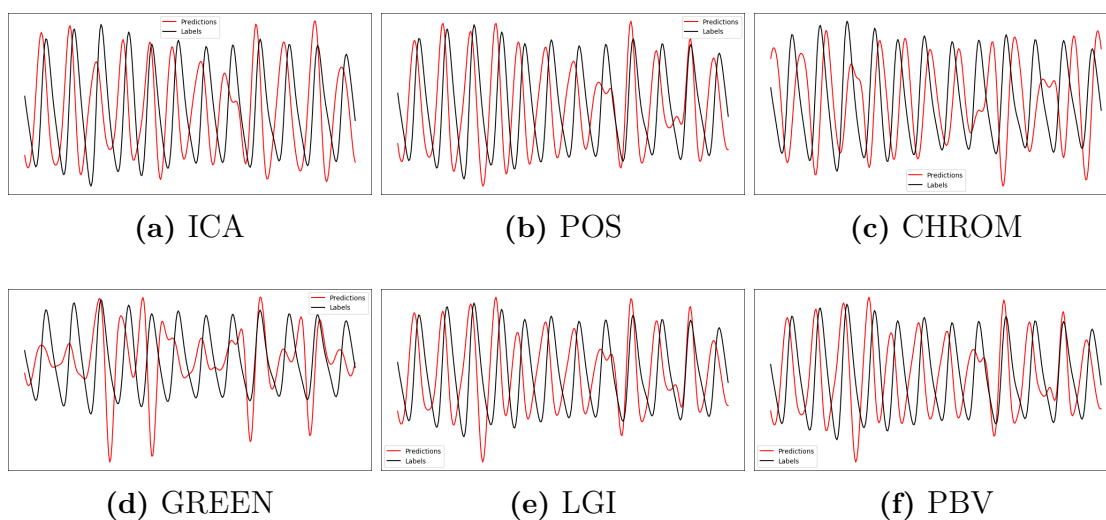 Predictions
Labels
Predictions
Labels
Predictions
Labels
(a) ICA
(b) POS
(c) CHROM
Predictions
Labels
Predictions
Labels
Predictions
Labels
(d) GREEN
(e) LGI
(f) PBV